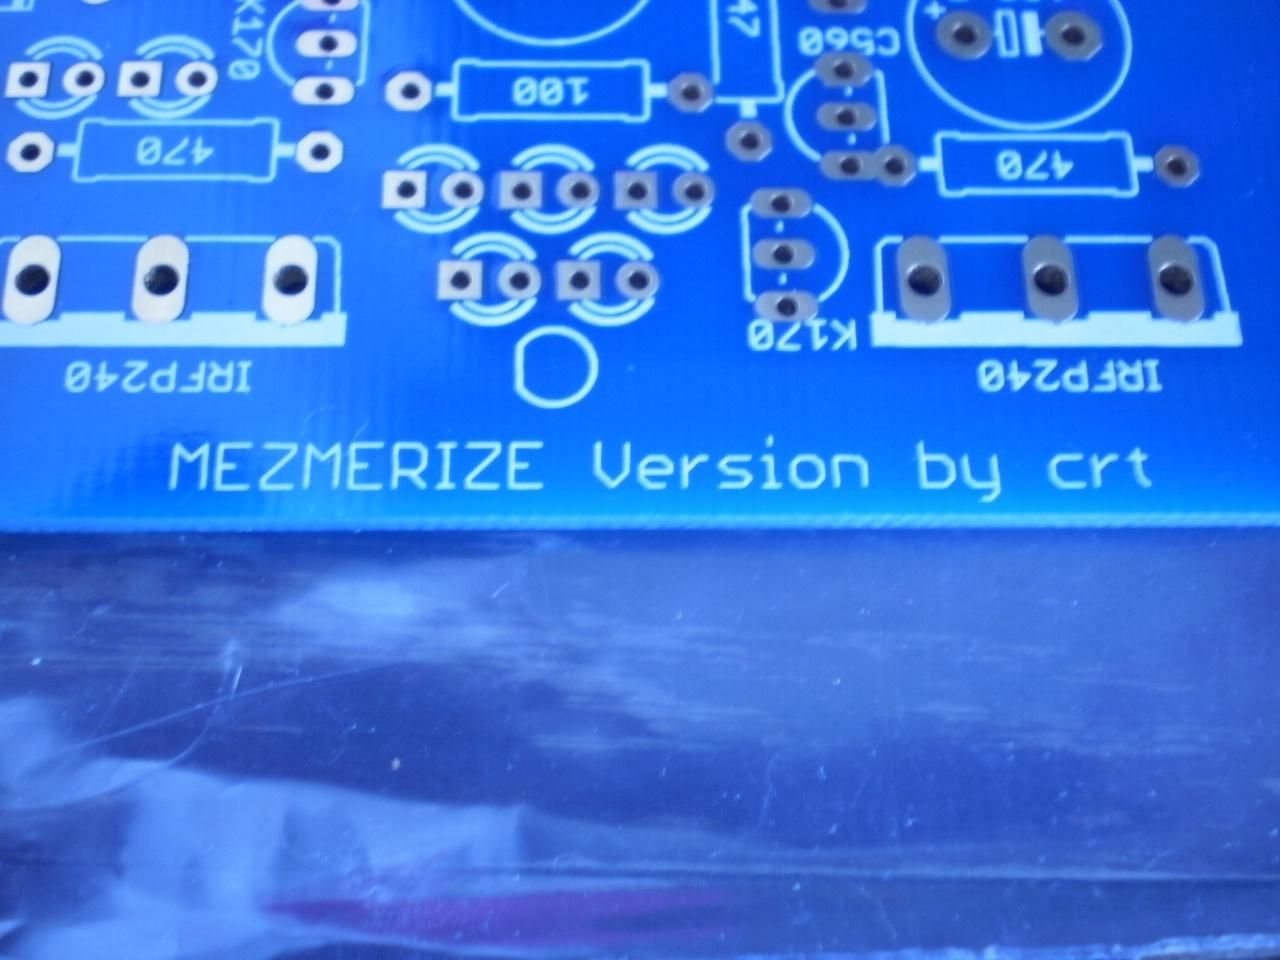 K170
47
C560
100
470
470
K170
IRFP240
IRFP240
MEZMERIZE Version by crt